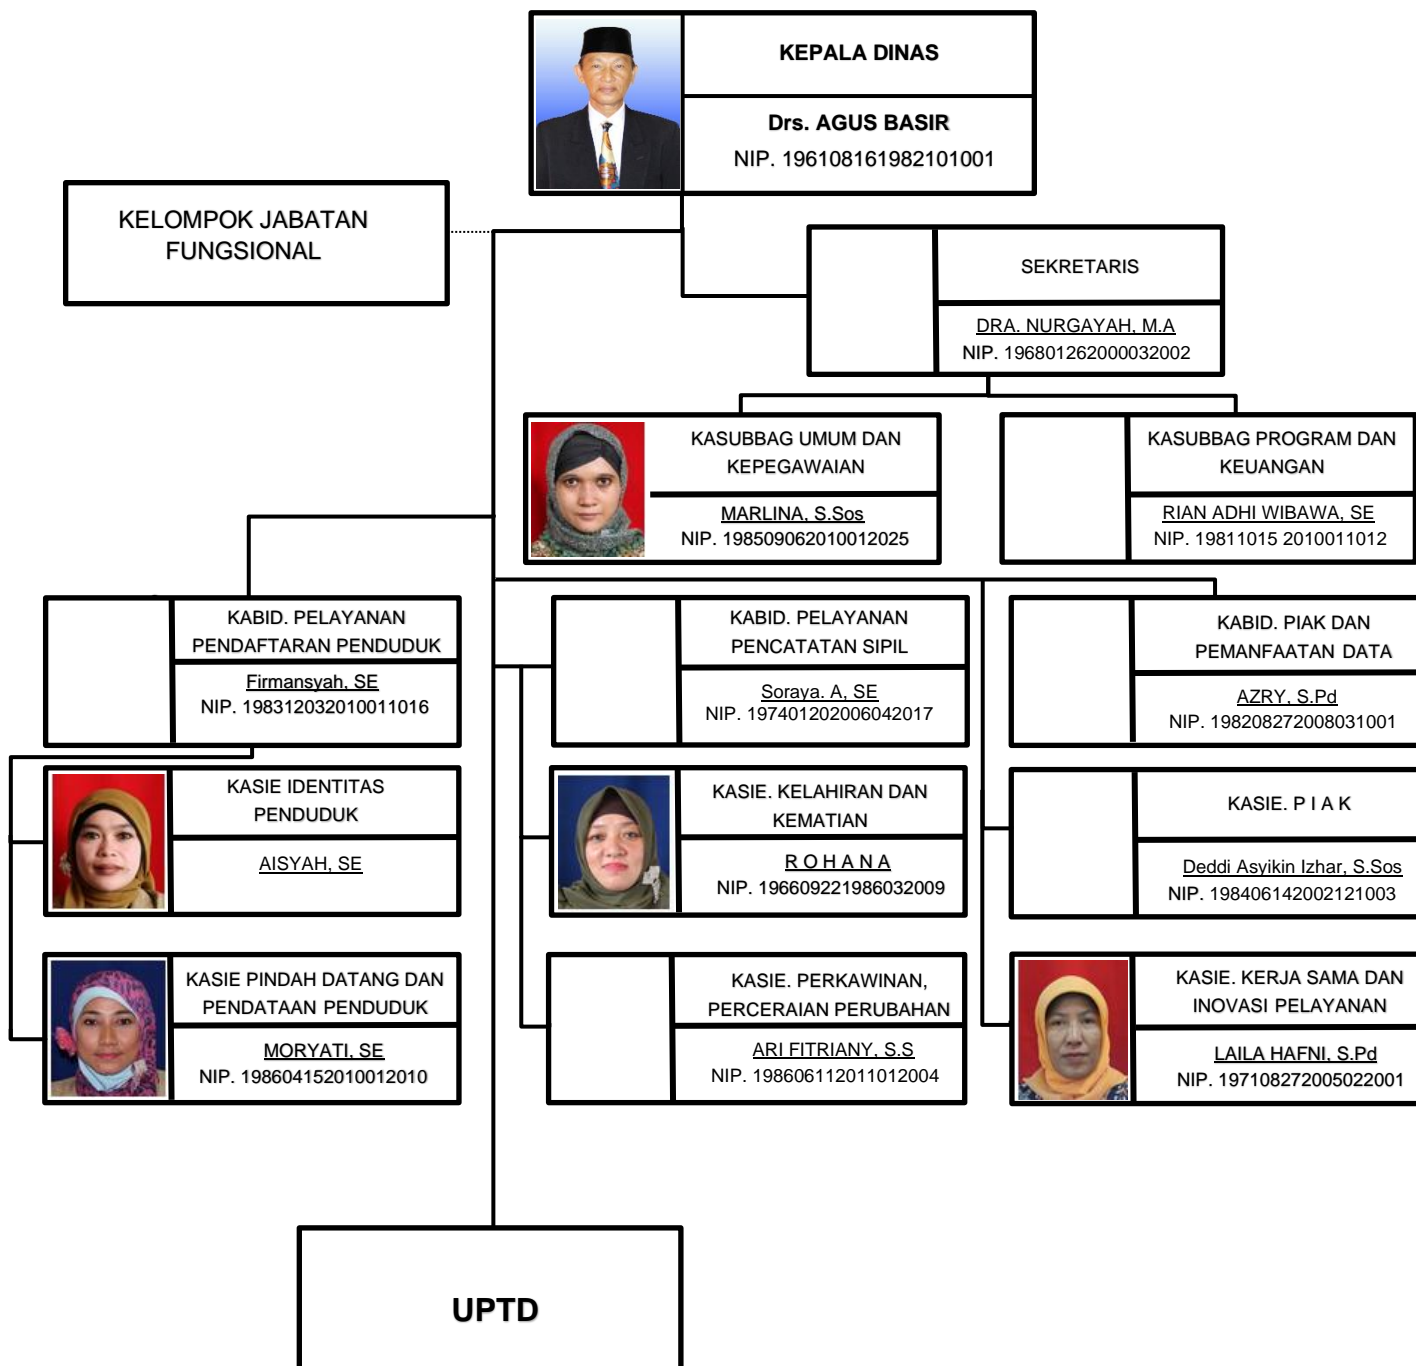 KEPALA DINAS
Drs. AGUS BASIR
NIP. 196108161982101001
KELOMPOK JABATAN
FUNGSIONAL
SEKRETARIS
DRA. NURGAYAH, M.A
NIP. 196801262000032002
KASUBBAG UMUM DAN
KEPEGAWAIAN
MARLINA, S.Sos
NIP. 198509062010012025
KASUBBAG PROGRAM DAN
KEUANGAN
RIAN ADHI WIBAWA, SE
NIP. 19811015 2010011012
KABID. PELAYANAN
PENDAFTARAN PENDUDUK
Firmansyah, SE
NIP. 198312032010011016
KABID. PELAYANAN
PENCATATAN SIPIL
Soraya. A, SE
NIP. 197401202006042017
KABID. PIAK DAN
PEMANFAATAN DATA
AZRY, S.Pd
NIP. 198208272008031001
KASIE IDENTITAS
PENDUDUK
AISYAH, SE
KASIE. KELAHIRAN DAN
KEMATIAN
R O H A N A
NIP. 196609221986032009
KASIE. P I A K
Deddi Asyikin Izhar, S.Sos
NIP. 198406142002121003
KASIE PINDAH DATANG DAN
PENDATAAN PENDUDUK
MORYATI, SE
NIP. 198604152010012010
KASIE. PERKAWINAN,
PERCERAIAN PERUBAHAN
ARI FITRIANY, S.S
NIP. 198606112011012004
KASIE. KERJA SAMA DAN
INOVASI PELAYANAN
LAILA HAFNI, S.Pd
NIP. 197108272005022001
UPTD